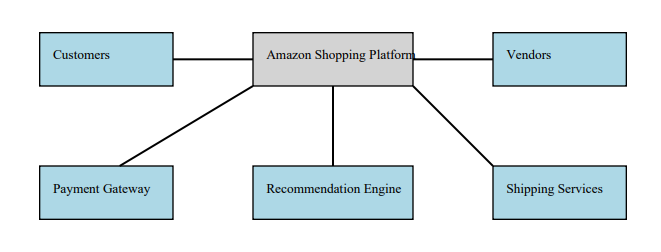 Customers
Amazon Shopping Platform
Vendors
Payment Gateway
Recommendation Engine
Shipping Services